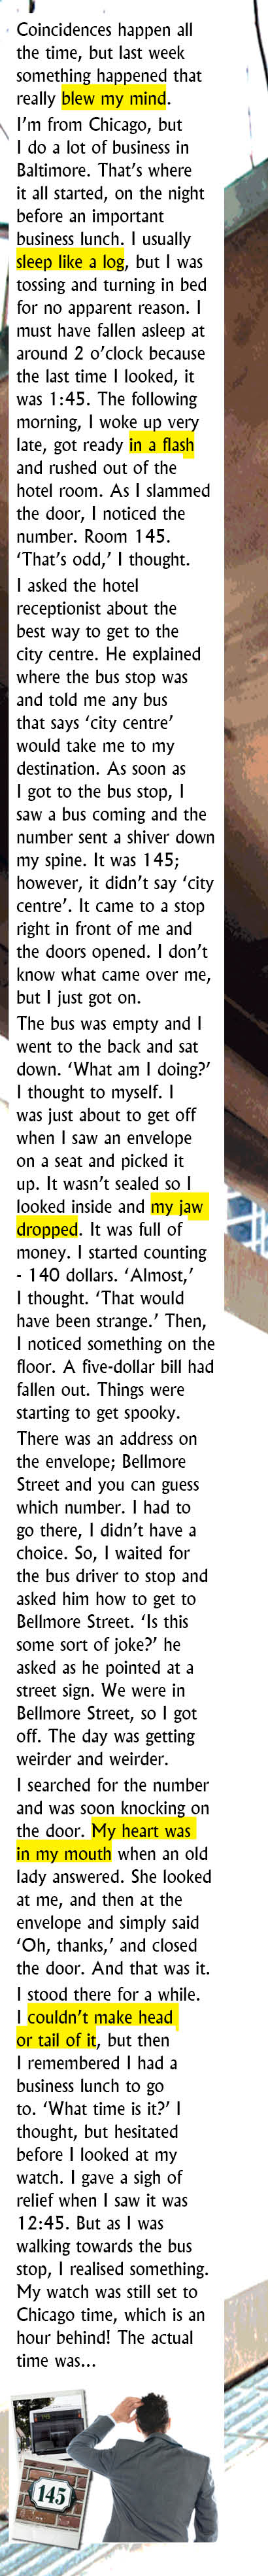 Coincidences happen all
the time, but last week
something happened that
really blew my mind.
I'm from Chicago, but
I do a lot of business in
Baltimore. That's where
it all started, on the night
before an important
business lunch. I usually
sleep like a log, but I was
tossing and turning in bed
for no apparent reason. I
must have fallen asleep at
around 2 o'clock because
the last time I looked, it
was 1:45. The following
morning, I woke up very
late, got ready in a flash
and rushed out of the
hotel room. As I slammed
the door, I noticed the
number. Room 145.
‘That's odd,’ I thought.
I asked the hotel
receptionist about the
best way to get to the
city centre. He explained
where the bus stop was
and told me any bus
that says ‘city centre’
would take me to my
destination. As soon as
I got to the bus stop, I
saw a bus coming and the
number sent a shiver down
my spine. It was 145;
however, it didn't say ‘city
centre’. It came to a stop
right in front of me and
the doors opened. I don't
know what came over me,
but I just got on.
The bus was empty and I
went to the back and sat
down. ‘What am I doing?’
I thought to myself. I
was just about to get off
when I saw an envelope
on a seat and picked it
up. It wasn't sealed so I
looked inside and my jaw
dropped. It was full of
money. I started counting
- 140 dollars. ‘Almost,’
I thought. ‘That would
have been strange.’ Then,
I noticed something on the
floor. A five-dollar bill had
fallen out. Things were
starting to get spooky.
There was an address on
the envelope; Bellmore
Street and you can guess
which number. I had to
go there, I didn't have a
choice. So, I waited for
the bus driver to stop and
asked him how to get to
Bellmore Street. ‘Is this
some sort of joke?’ he
asked as he pointed at a
street sign. We were in
Bellmore Street, so I got
off. The day was getting
weirder and weirder.
I searched for the number
and was soon knocking on
the door. My heart was
in my mouth when an old
lady answered. She looked
at me, and then at the
envelope and simply said
‘Oh, thanks,’ and closed
the door. And that was it.
I stood there for a while.
I couldn't make head
or tail of it, but then
I remembered I had a
business lunch to go
to. ‘What time is it?’ I
thought, but hesitated
before I looked at my
watch. I gave a sigh of
relief when I saw it was
12:45. But as I was
walking towards the bus
stop, I realised something.
My watch was still set to
Chicago time, which is an
hour behind! The actual
time was...
145